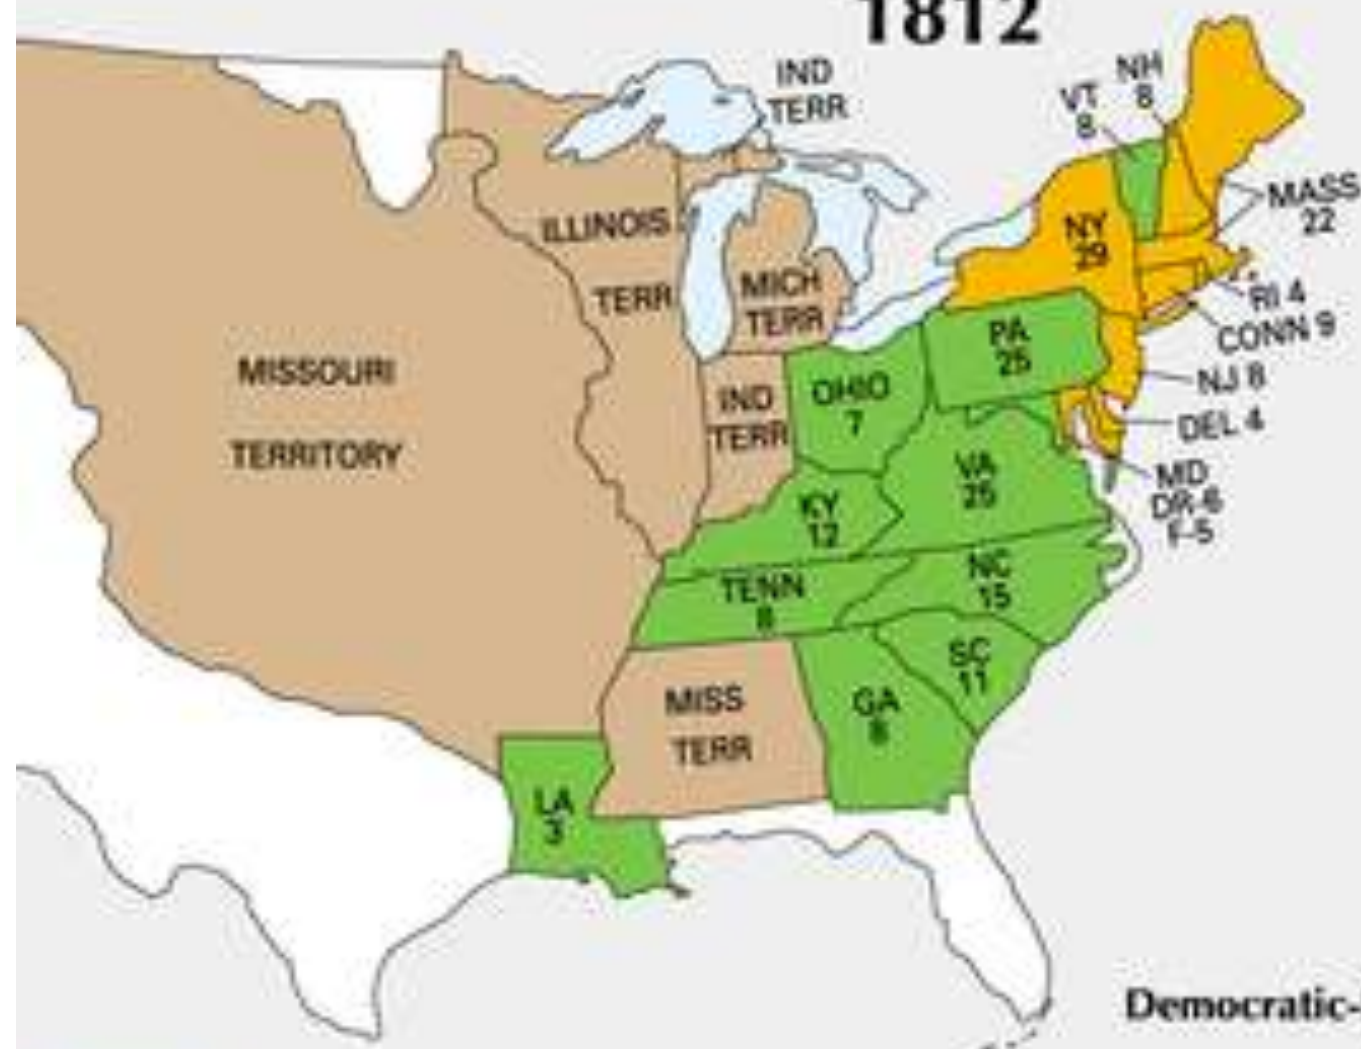 1812
IND
TERR
NH
8
VT
8
MASS
22
ILLINOIS
TERR
NY
29
MICH
TERR
RI 4
CONN 9
PA
25
NJ 8
MISSOURI
TERRITORY
IND
TERR
OHIO
7
DEL 4
VA
25
MD
DR-6
F-5
KY
12
TENN
8
NC
15
SC
11
MISS
TERR
GA
8
LA
3
Democratic-